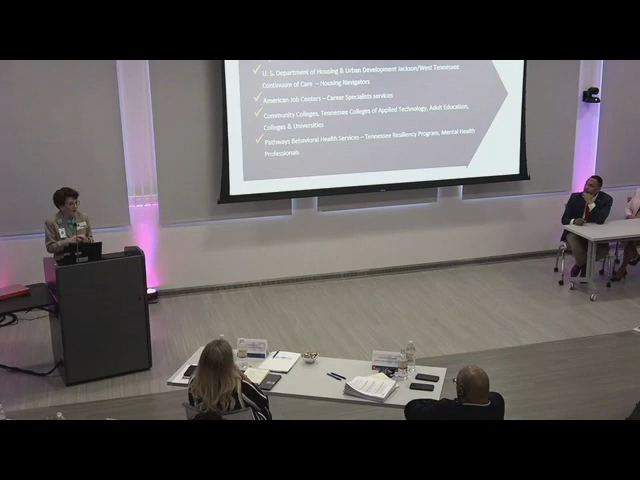 U. S. Department of Housing & Urban Development Jackson/West Tennessee
Continuum of Care – Housing Navigators
American Job Centers – Career Specialists services
Community Colleges, Tennessee Colleges of Applied Technology, Adult Education,
Colleges & Universities
Pathways Behavioral Health Services – Tennessee Resiliency Program, Mental Health
Professionals